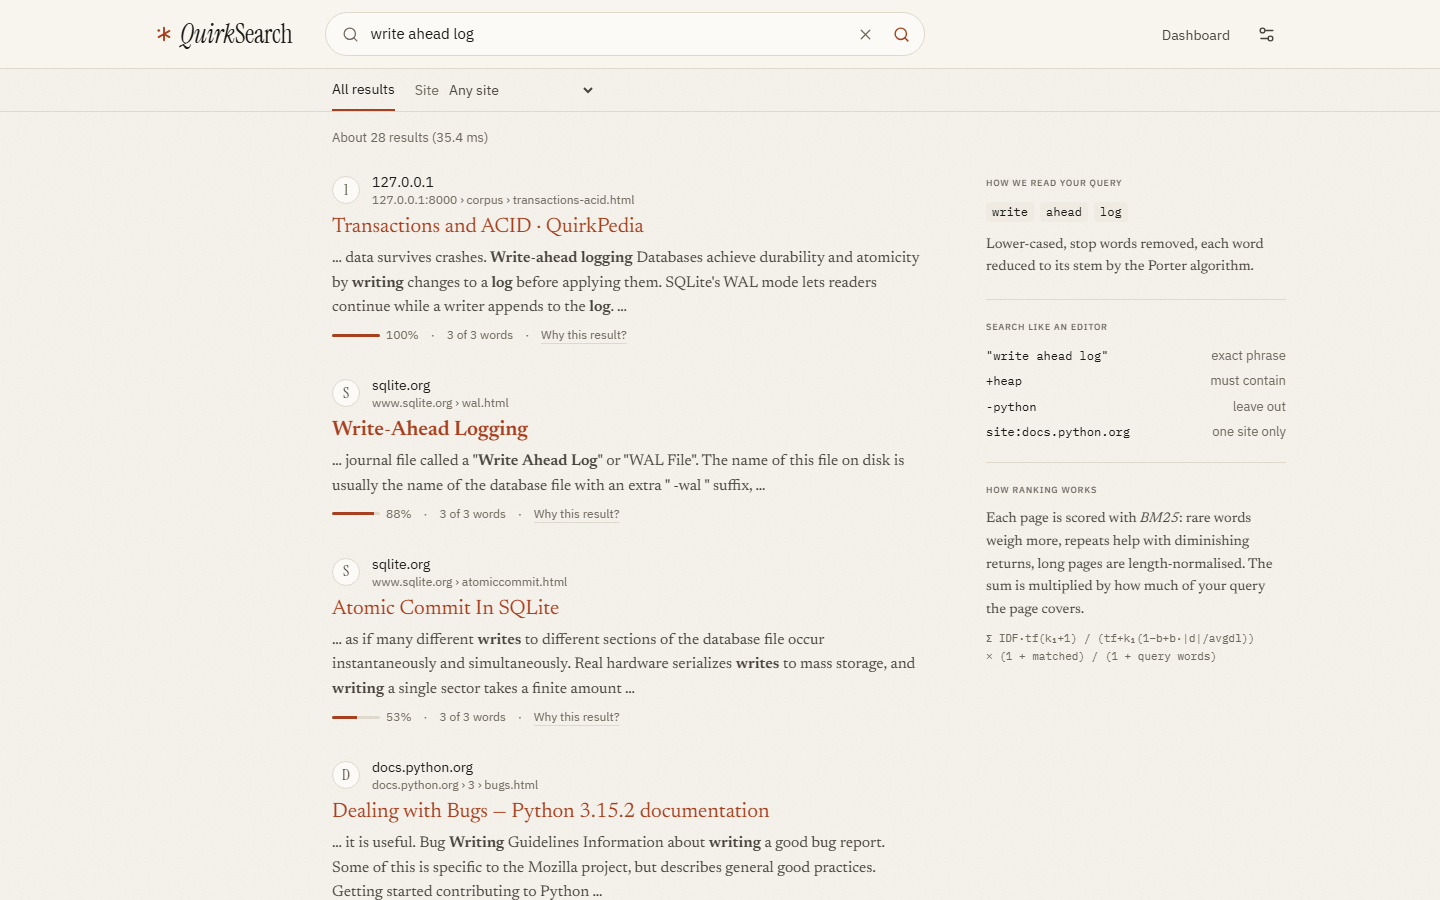 QuirkSearch
write ahead log
Dashboard
All results
Site Any site
About 28 results (35.4 ms)
1
127.0.0.1
127.0.0.1:8000 › corpus › transactions-acid.html
Transactions and ACID · QuirkPedia
... data survives crashes. Write-ahead logging Databases achieve durability and atomicity
by writing changes to a log before applying them. SQLite's WAL mode lets readers
continue while a writer appends to the log. ...
100% · 3 of 3 words · Why this result?
S
sqlite.org
www.sqlite.org › wal.html
Write-Ahead Logging
... journal file called a "Write Ahead Log" or "WAL File". The name of this file on disk is
usually the name of the database file with an extra " -wal " suffix, ...
88% · 3 of 3 words · Why this result?
S
sqlite.org
www.sqlite.org › atomiccommit.html
Atomic Commit In SQLite
... as if many different writes to different sections of the database file occur
instantaneously and simultaneously. Real hardware serializes writes to mass storage, and
writing a single sector takes a finite amount ...
53% · 3 of 3 words · Why this result?
D
docs.python.org
docs.python.org › 3 › bugs.html
Dealing with Bugs — Python 3.15.2 documentation
... it is useful. Bug Writing Guidelines Information about writing a good bug report.
Some of this is specific to the Mozilla project, but describes general good practices.
Getting started contributing to Python ...
HOW WE READ YOUR QUERY
write ahead log
Lower-cased, stop words removed, each word
reduced to its stem by the Porter algorithm.
SEARCH LIKE AN EDITOR
"write ahead log" exact phrase
+heap must contain
-python leave out
site:docs.python.org one site only
HOW RANKING WORKS
Each page is scored with BM25: rare words
weigh more, repeats help with diminishing
returns, long pages are length-normalised. The
sum is multiplied by how much of your query
the page covers.
Σ IDF·tf(k₁+1) / (tf+k₁(1−b+b·|d|/avgdl))
× (1 + matched) / (1 + query words)